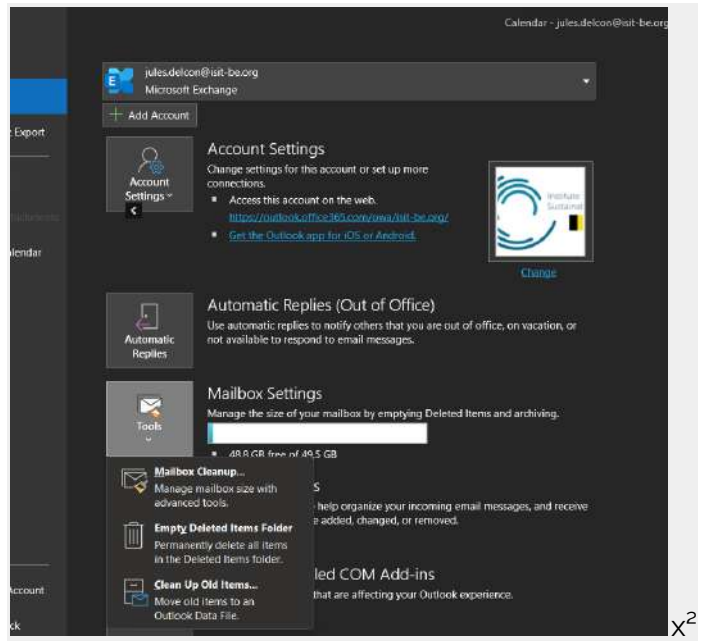 Calendar - jules.delcon@isit-be.org
jules.delcon@isit-be.org
Microsoft Exchange
Add Account
Export
Account Settings
Account
Settings
Change settings for this account or set up more
connections.
Access this account on the web.
https://outlook.office365.com/owa/isit-be.org/
Get the Outlook app for iOS or Android.
Institute
Sustainat
Change
lendar
Automatic Replies (Out of Office)
Automatic
Replies
Use automatic replies to notify others that you are out of office, on vacation, or
not available to respond to email messages.
Mailbox Settings
Tools
Manage the size of your mailbox by emptying Deleted Items and archiving.
48.8 GB free of 49.5 GB
Mailbox Cleanup...
Manage mailbox size with
advanced tools.
Empty Deleted Items Folder
Permanently delete all items
in the Deleted Items folder.
Clean Up Old Items...
Move old items to an
Outlook Data File.
s
help organize your incoming email messages, and receive
e added, changed, or removed.
led COM Add-ins
that are affecting your Outlook experience.
Account
ck
x²